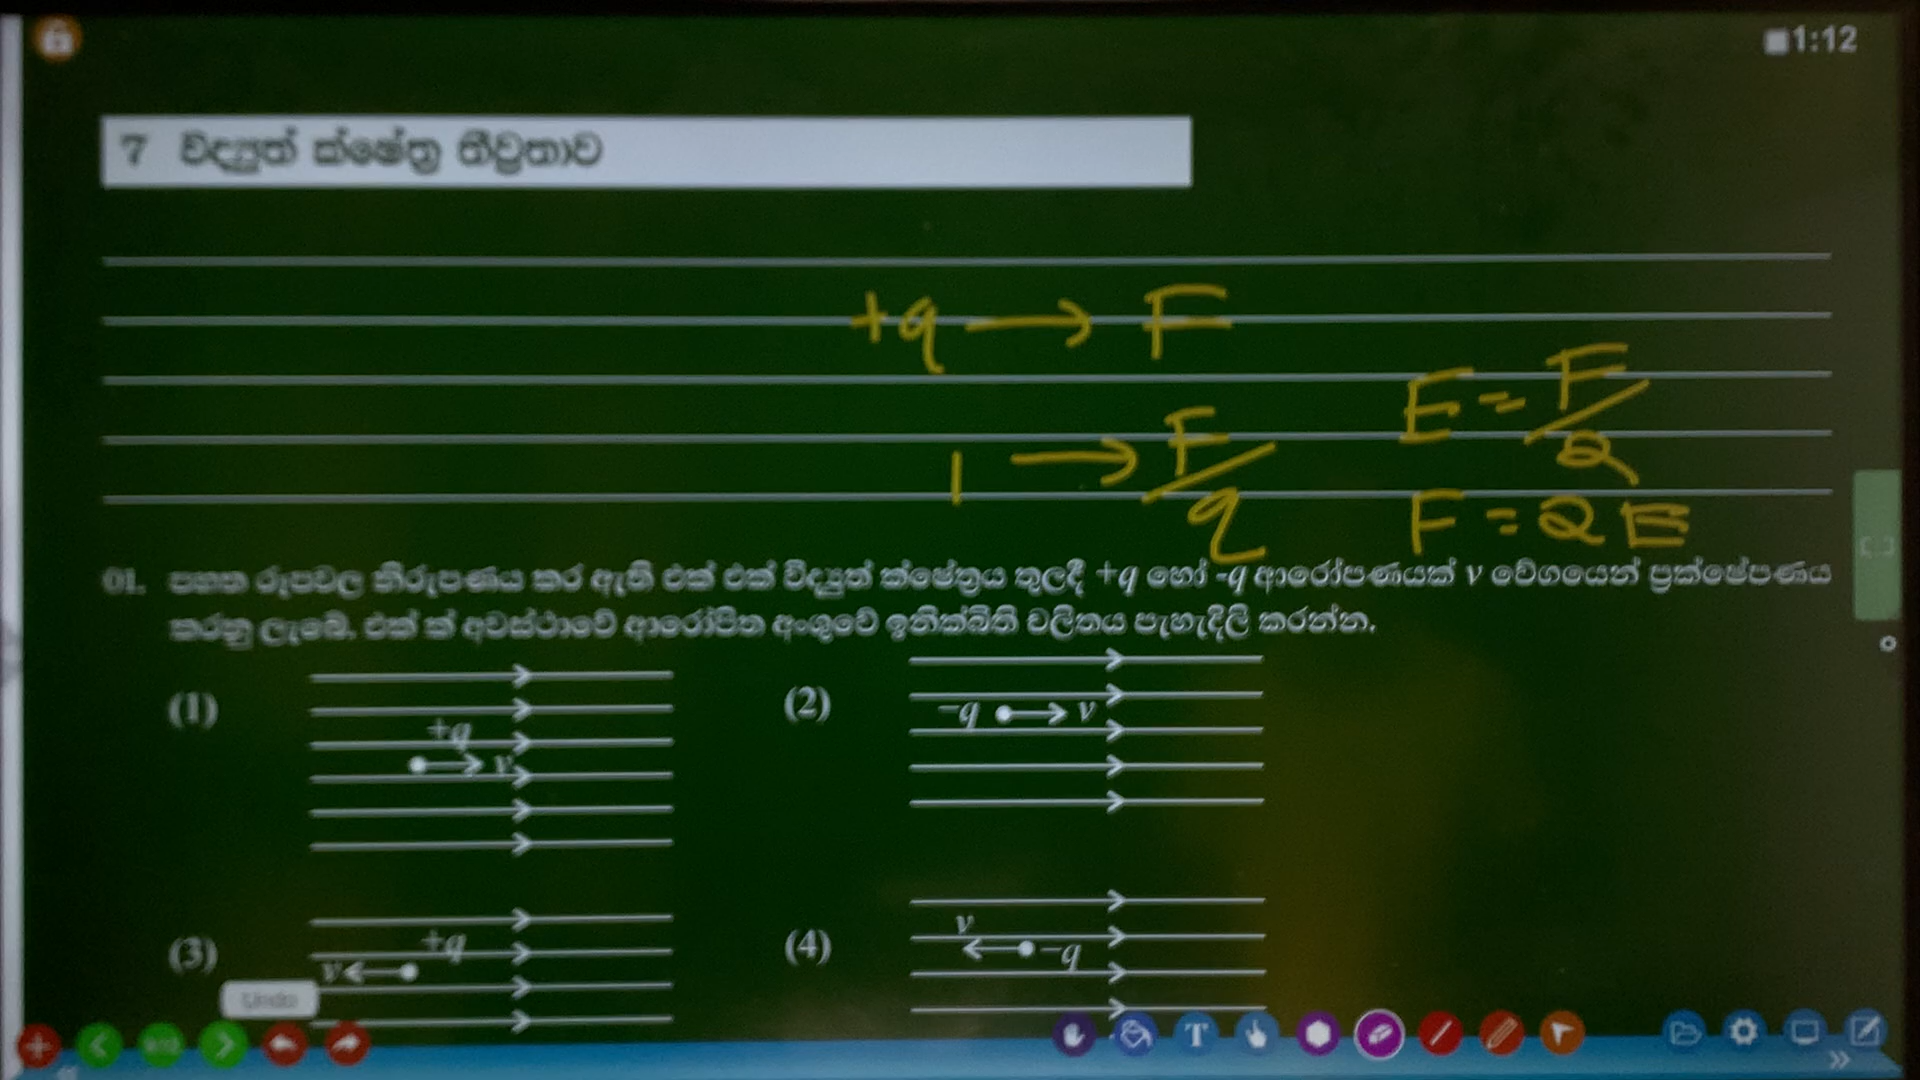 1:12
7 විද්‍යුත් ක්ෂේත්‍ර තීව්‍රතාව
+q → F
1 → F/q
E = F/Q
F = QE
01. පහත රූපවල නිරූපණය කර ඇති එක් එක් විද්‍යුත් ක්ෂේත්‍රය තුලදී +q හෝ -q ආරෝපණයක් v වේගයෙන් ප්‍රක්ෂේපණය
කරනු ලැබේ. එක් ක් අවස්ථාවේ ආරෝපිත අංශුවේ ඉනික්බිති චලිතය පැහැදිලි කරන්න.
(1) +q v
(2) -q v
(3) +q v
(4) v -q
Undo
T